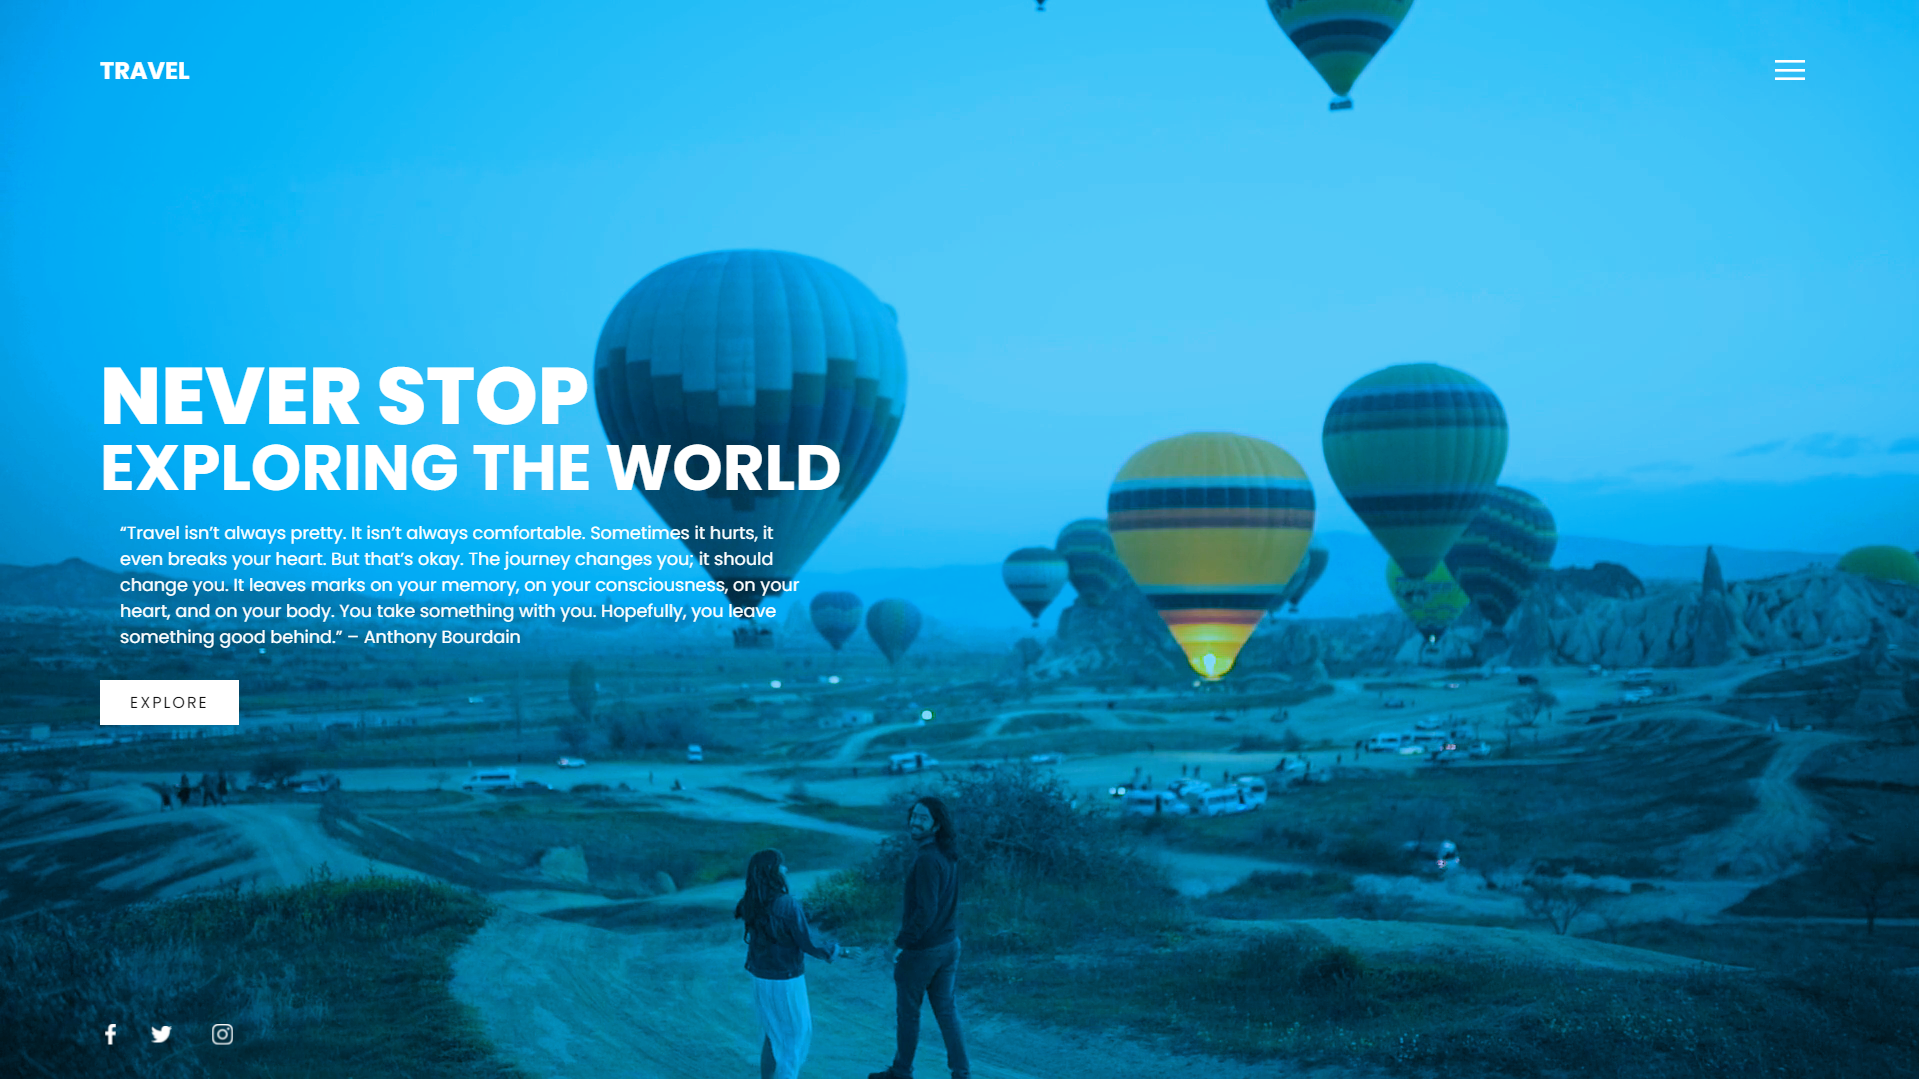 TRAVEL
NEVER STOP
EXPLORING THE WORLD
“Travel isn’t always pretty. It isn’t always comfortable. Sometimes it hurts, it
even breaks your heart. But that’s okay. The journey changes you; it should
change you. It leaves marks on your memory, on your consciousness, on your
heart, and on your body. You take something with you. Hopefully, you leave
something good behind.” – Anthony Bourdain
EXPLORE